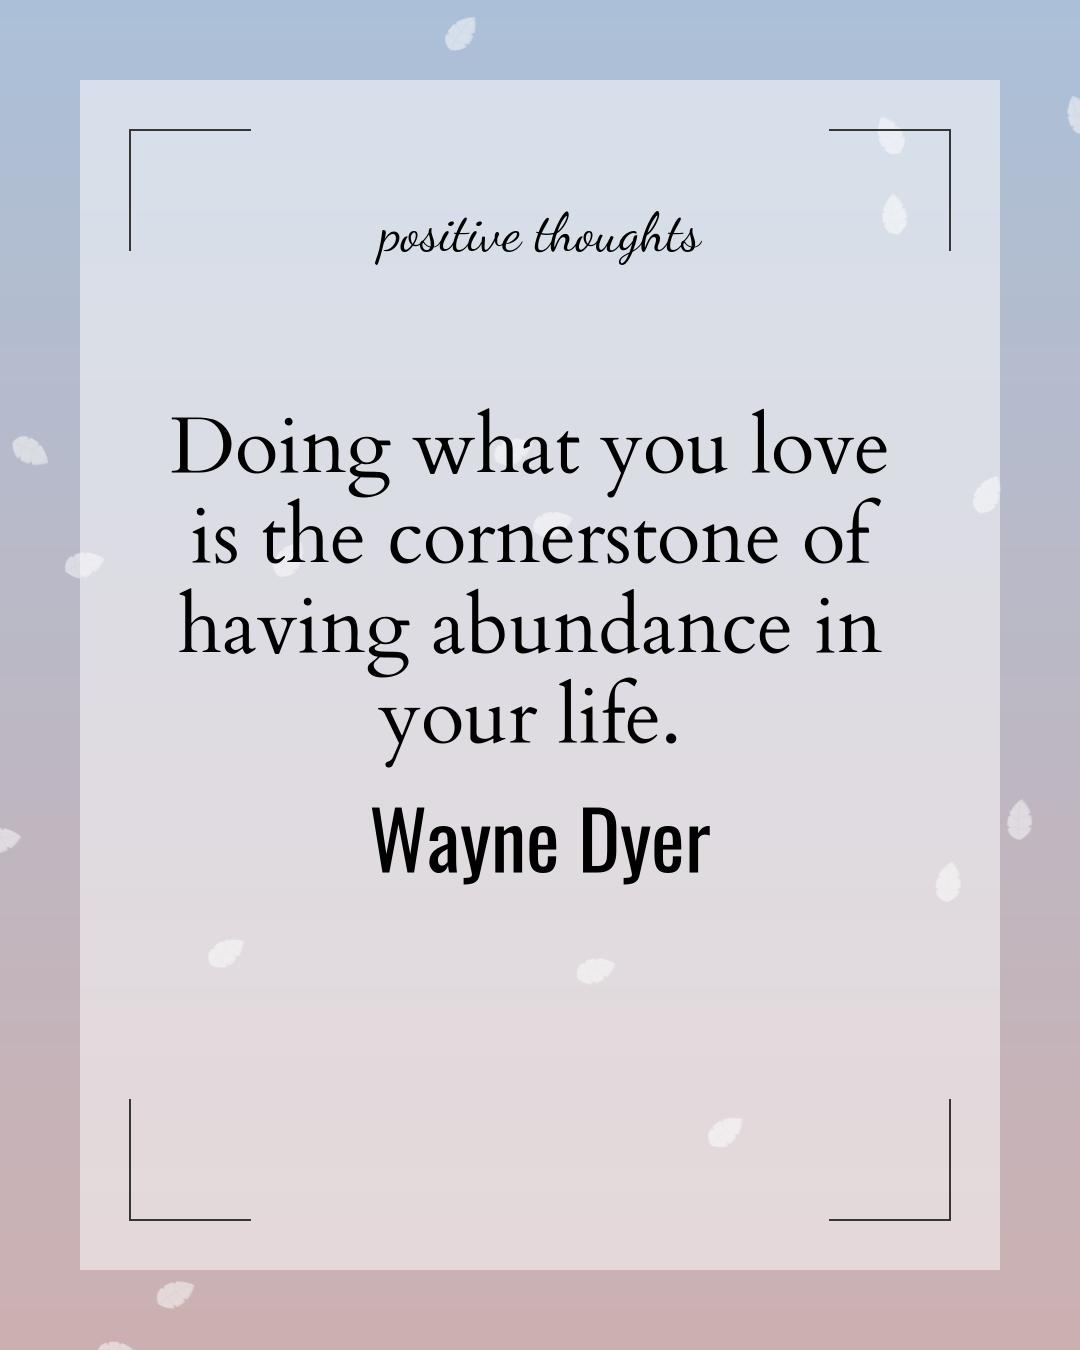 positive thoughts
Doing what you love
is the cornerstone of
having abundance in
your life.
Wayne Dyer